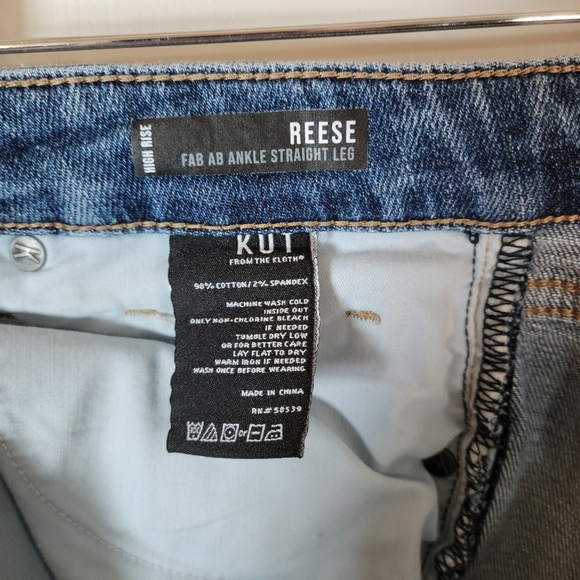 HIGH RISE
REESE
FAB AB ANKLE STRAIGHT LEG
KUT
FROM THE KLOTH®
98% COTTON/2% SPANDEX
MACHINE WASH COLD
INSIDE OUT
ONLY NON-CHLORINE BLEACH
IF NEEDED
TUMBLE DRY LOW
OR FOR BETTER CARE
LAY FLAT TO DRY
WARM IRON IF NEEDED
WASH ONCE BEFORE WEARING
MADE IN CHINA
RN# 58539
or
K